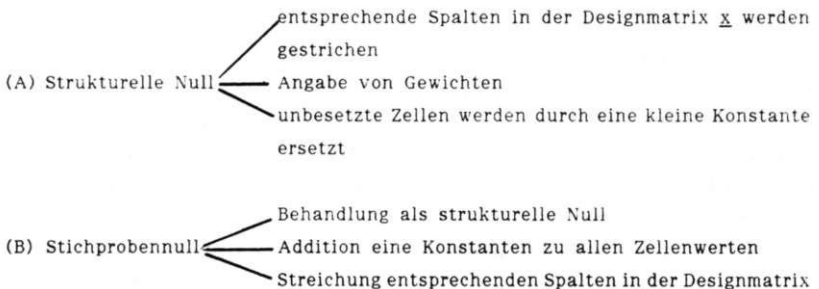 entsprechende Spalten in der Designmatrix x werden
gestrichen
(A) Strukturelle Null Angabe von Gewichten
unbesetzte Zellen werden durch eine kleine Konstante
ersetzt
Behandlung als strukturelle Null
(B) Stichprobennull Addition eine Konstanten zu allen Zellenwerten
Streichung entsprechenden Spalten in der Designmatrix